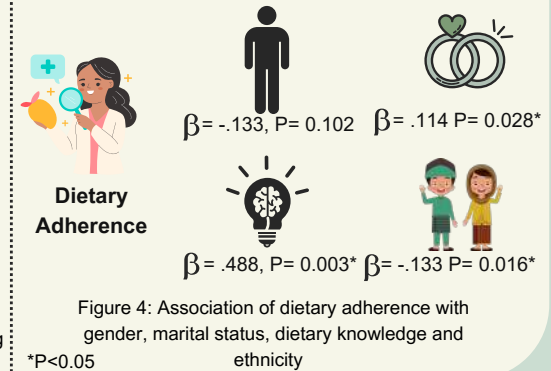 β= -.133, P= 0.102
β= .114 P= 0.028*
Dietary
Adherence
β= .488, P= 0.003*
β= -.133 P= 0.016*
Figure 4: Association of dietary adherence with
gender, marital status, dietary knowledge and
ethnicity
*P<0.05